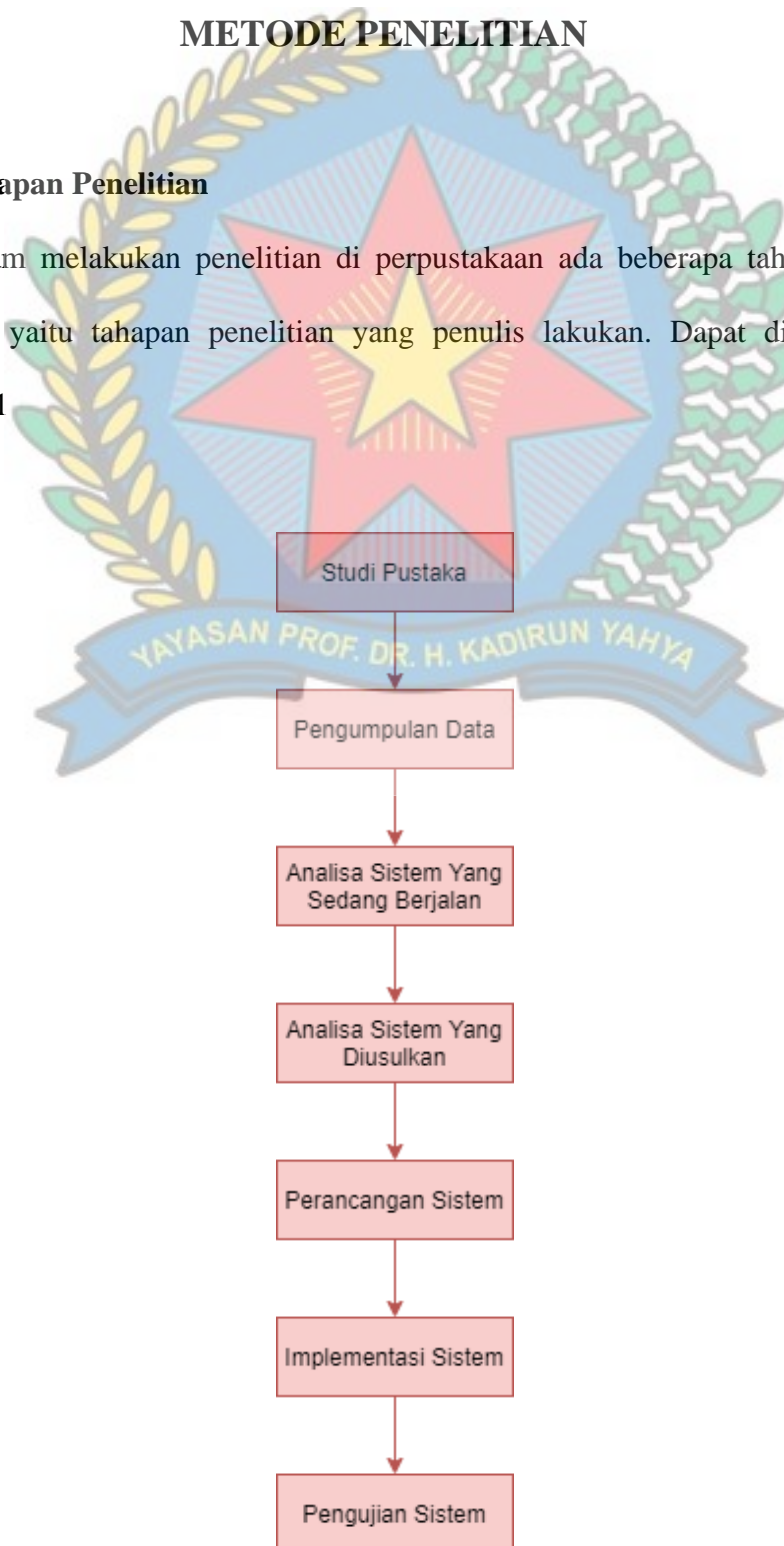 METODE PENELITIAN
apan Penelitian
am melakukan penelitian di perpustakaan ada beberapa tah
yaitu tahapan penelitian yang penulis lakukan. Dapat di
Studi Pustaka
YAYASAN PROF. DR. H. KADIRUN YAHYA
Pengumpulan Data
Analisa Sistem Yang
Sedang Berjalan
Analisa Sistem Yang
Diusulkan
Perancangan Sistem
Implementasi Sistem
Pengujian Sistem